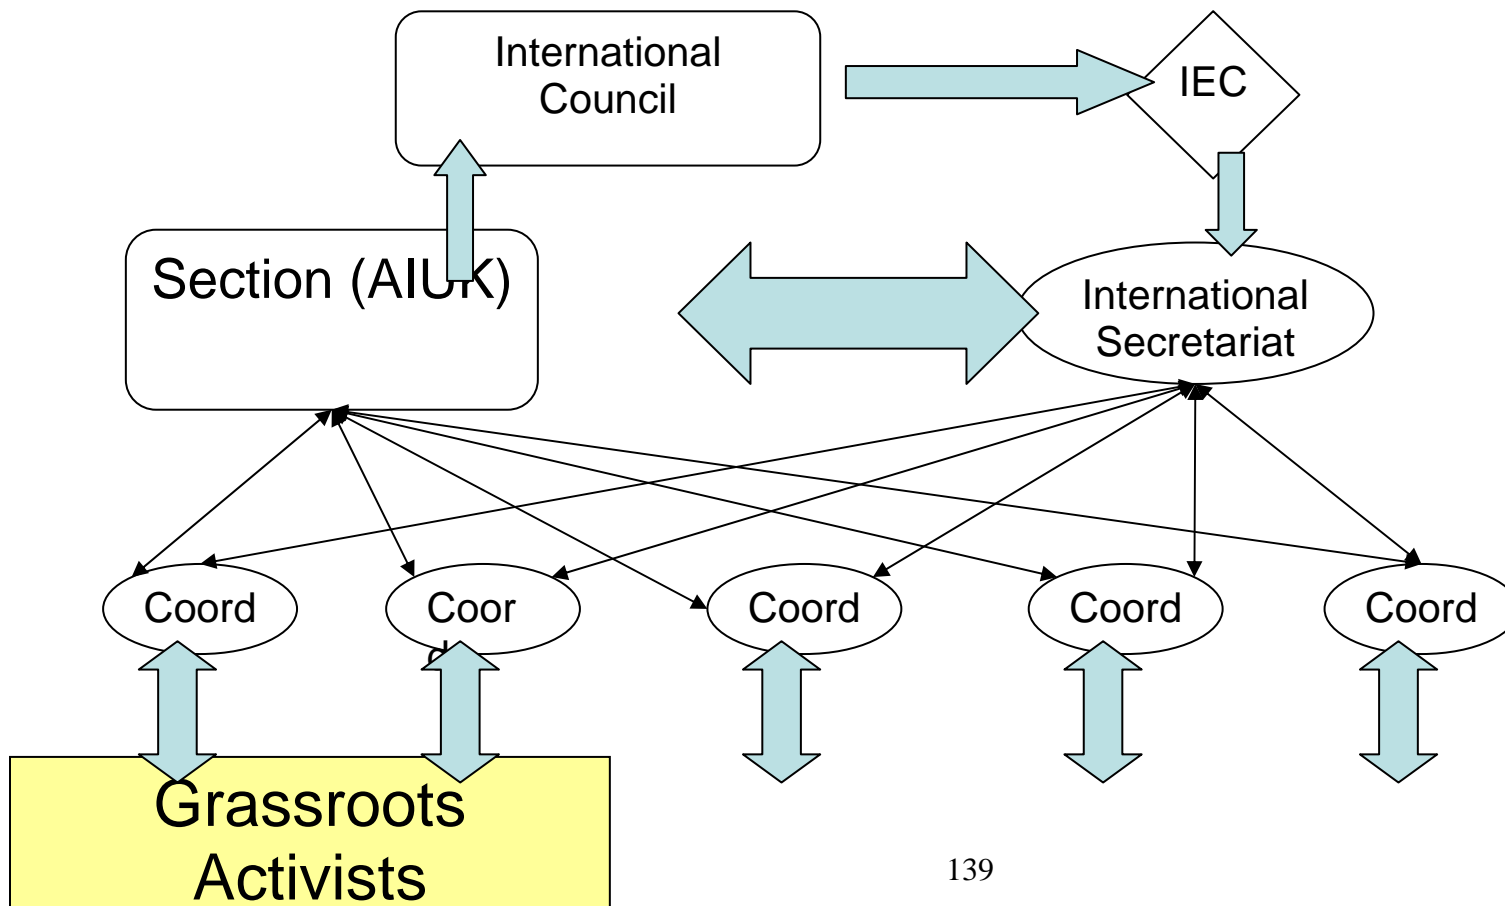 International
Council
IEC
Section (AIUK)
International
Secretariat
Coord
Coor
d
Coord
Coord
Coord
Grassroots
Activists
139